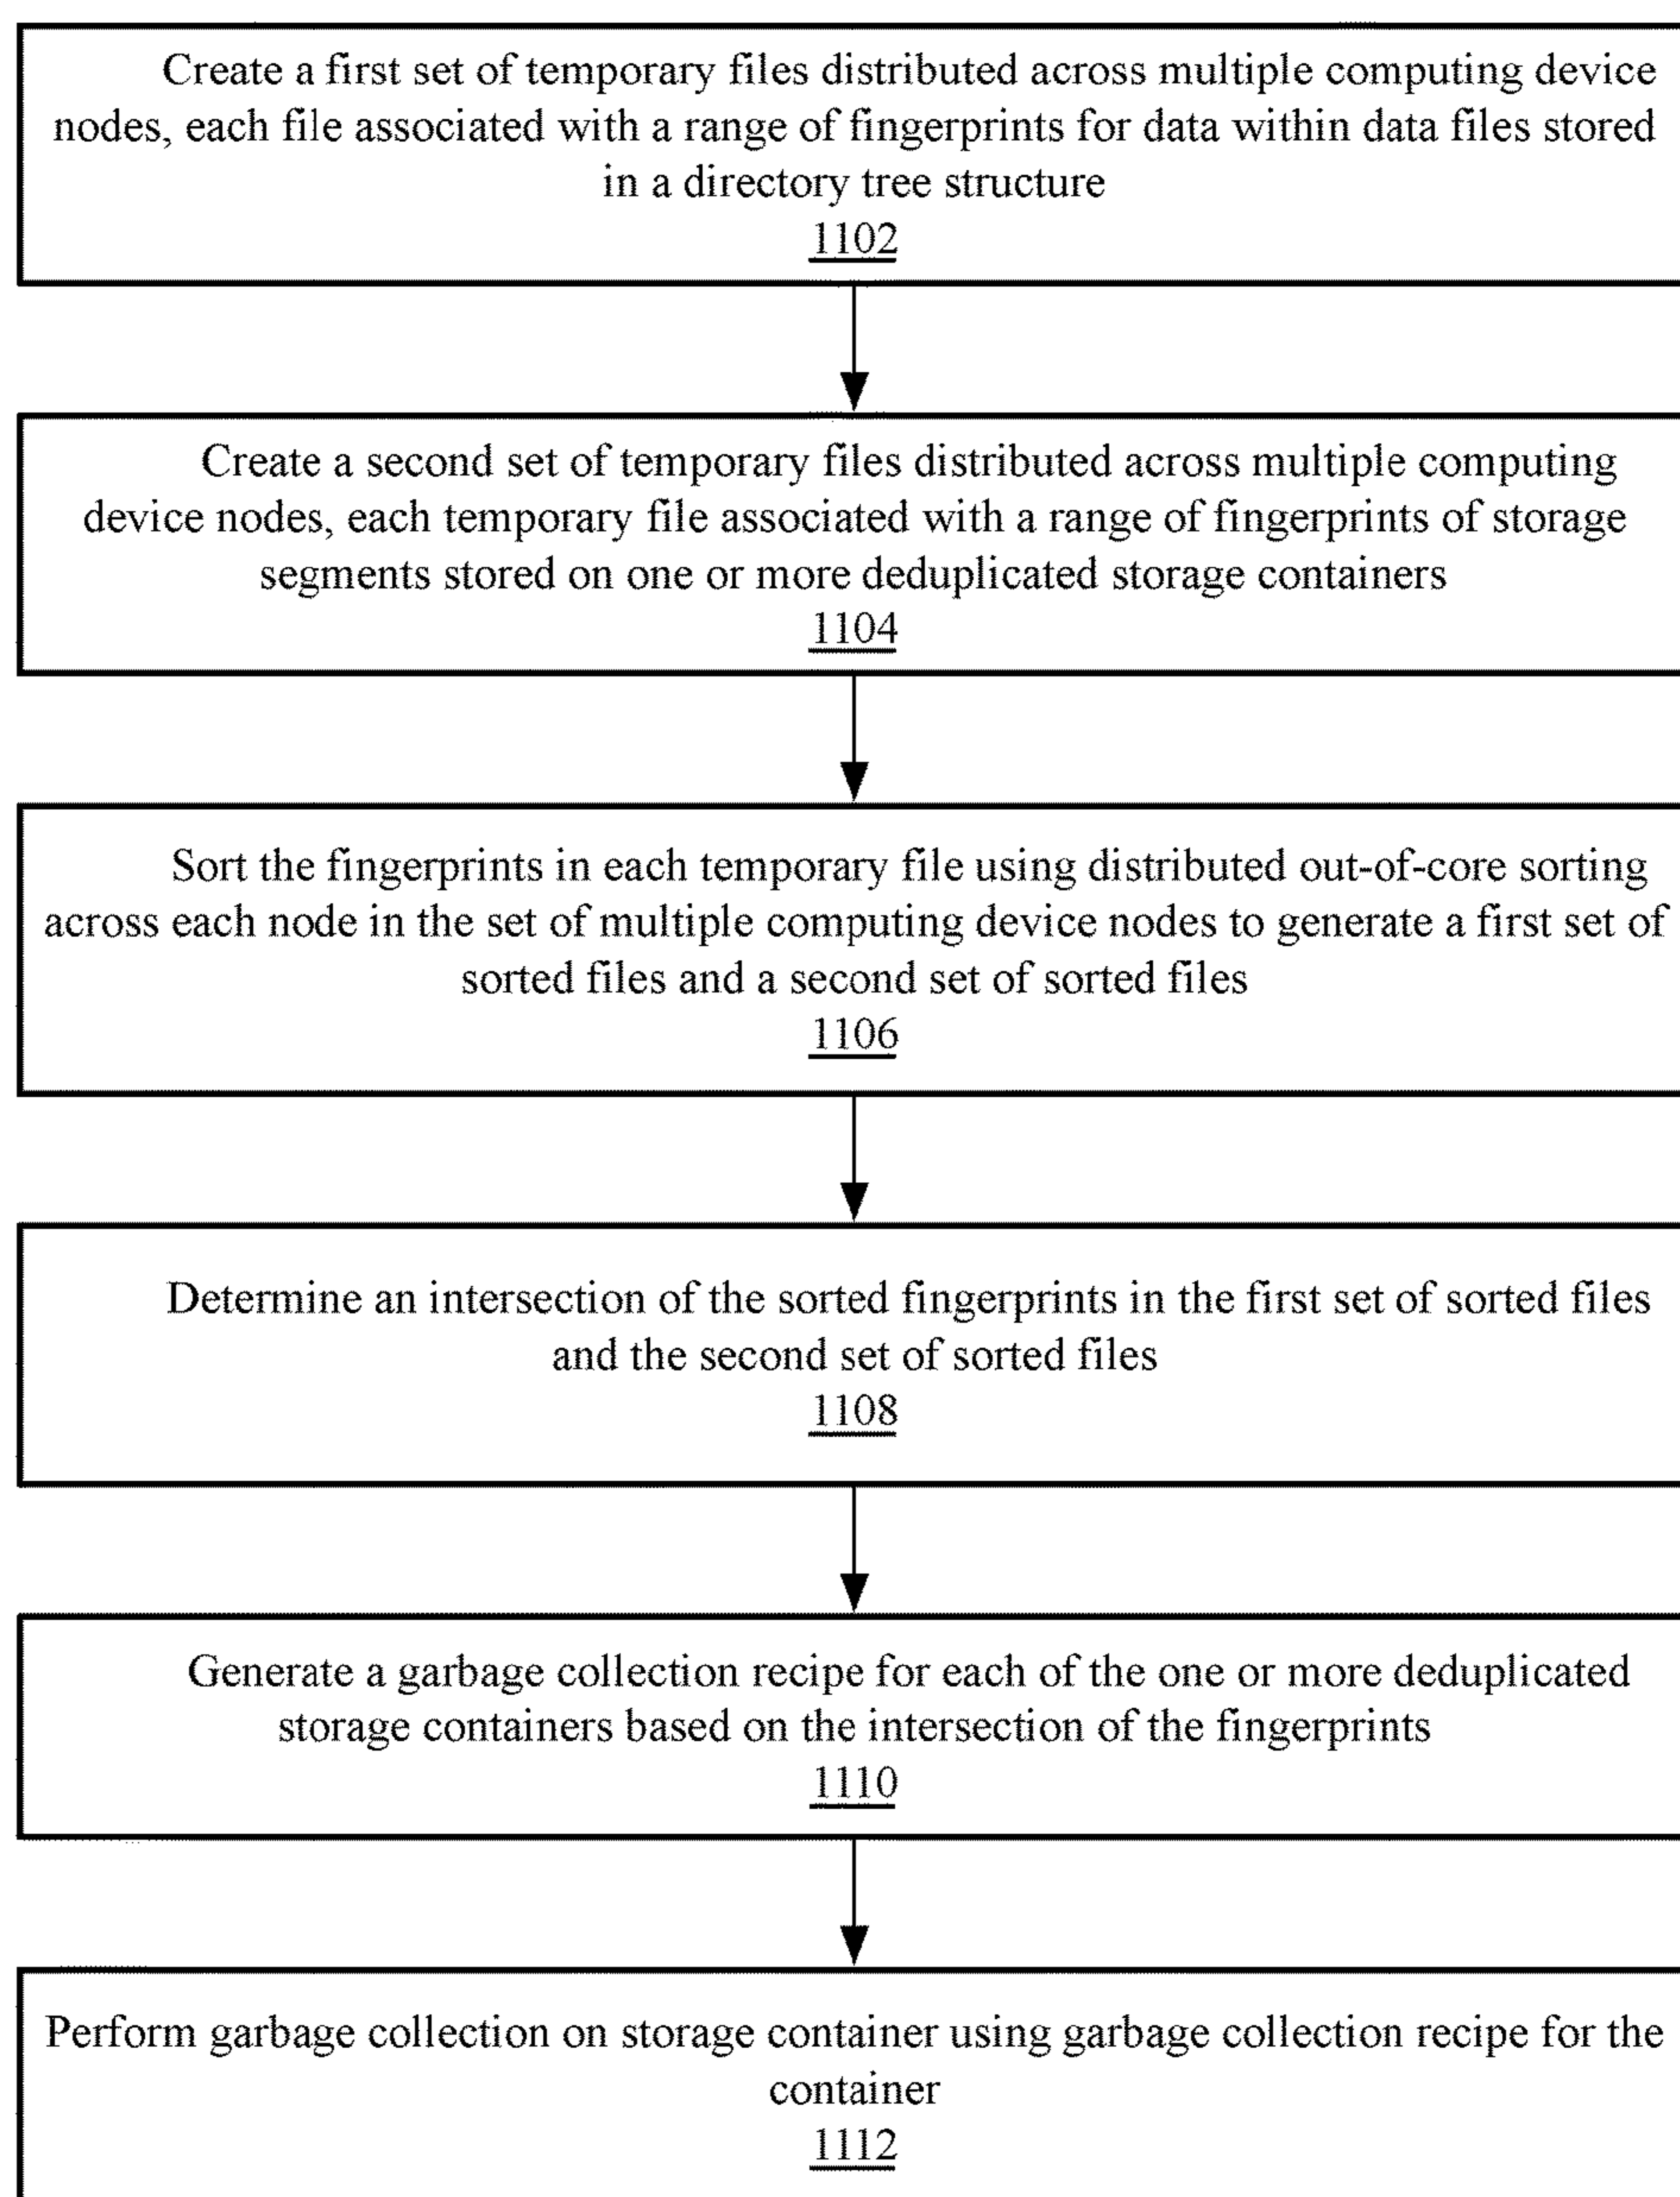 Create a first set of temporary files distributed across multiple computing device
nodes, each file associated with a range of fingerprints for data within data files stored
in a directory tree structure
1102
Create a second set of temporary files distributed across multiple computing
device nodes, each temporary file associated with a range of fingerprints of storage
segments stored on one or more deduplicated storage containers
1104
Sort the fingerprints in each temporary file using distributed out-of-core sorting
across each node in the set of multiple computing device nodes to generate a first set of
sorted files and a second set of sorted files
1106
Determine an intersection of the sorted fingerprints in the first set of sorted files
and the second set of sorted files
1108
Generate a garbage collection recipe for each of the one or more deduplicated
storage containers based on the intersection of the fingerprints
1110
Perform garbage collection on storage container using garbage collection recipe for the
container
1112